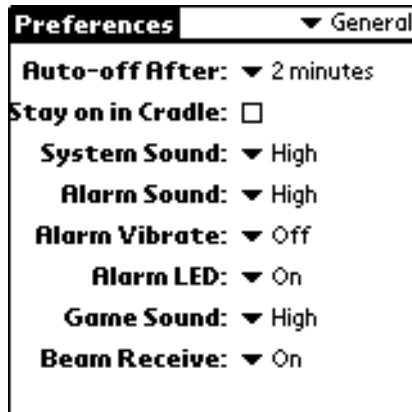 Preferences ▼ General
Auto-off After: ▼ 2 minutes
Stay on in Cradle: ☐
System Sound: ▼ High
Alarm Sound: ▼ High
Alarm Vibrate: ▼ Off
Alarm LED: ▼ On
Game Sound: ▼ High
Beam Receive: ▼ On